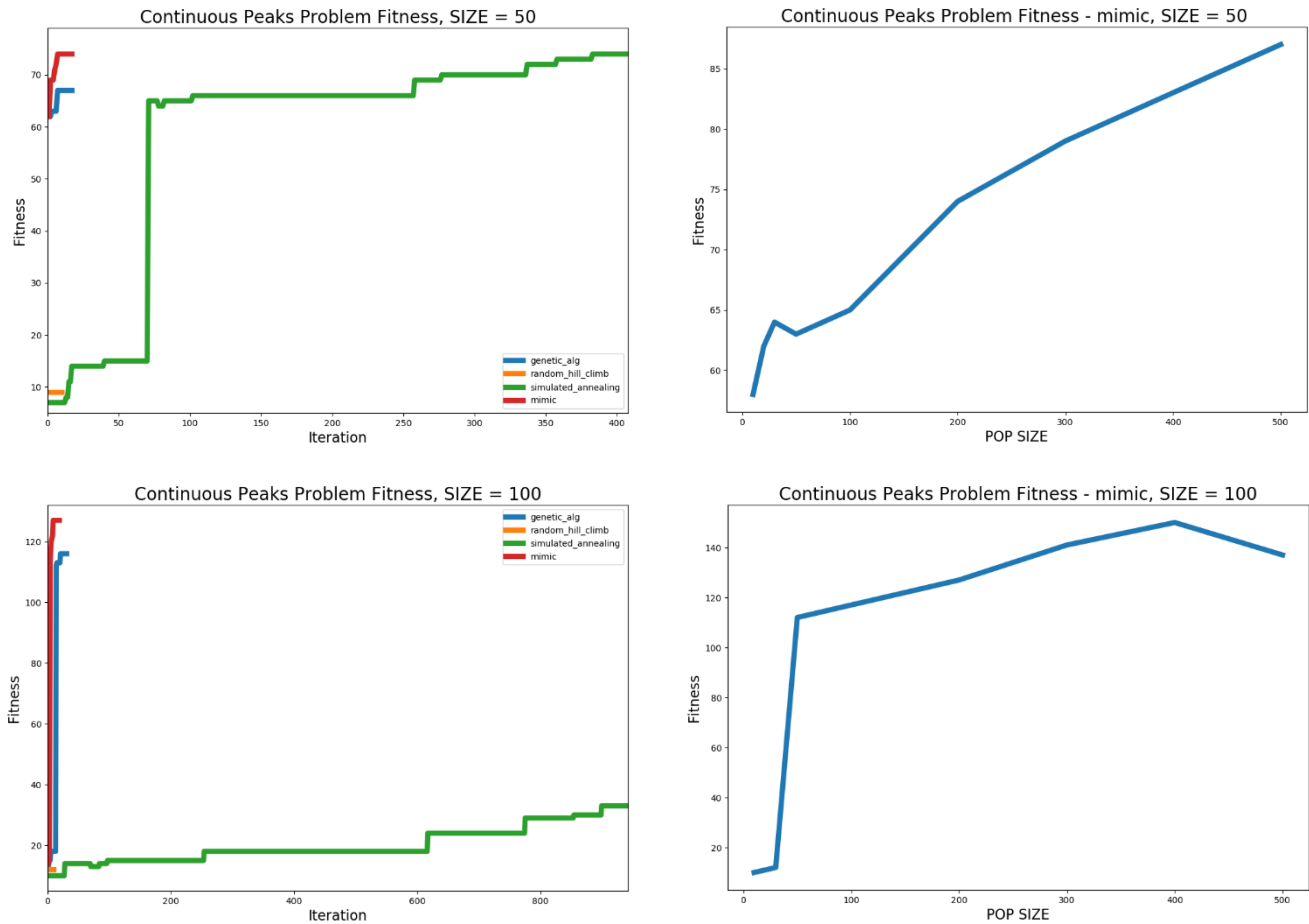 Continuous Peaks Problem Fitness, SIZE = 50
70
60
50
40
30
20
10
Fitness
0
50
100
150
200
250
300
350
400
Iteration
genetic_alg
random_hill_climb
simulated_annealing
mimic
Continuous Peaks Problem Fitness - mimic, SIZE = 50
85
80
75
70
65
60
Fitness
0
100
200
300
400
500
POP SIZE
Continuous Peaks Problem Fitness, SIZE = 100
120
100
80
60
40
20
Fitness
0
200
400
600
800
Iteration
genetic_alg
random_hill_climb
simulated_annealing
mimic
Continuous Peaks Problem Fitness - mimic, SIZE = 100
140
120
100
80
60
40
20
Fitness
0
100
200
300
400
500
POP SIZE